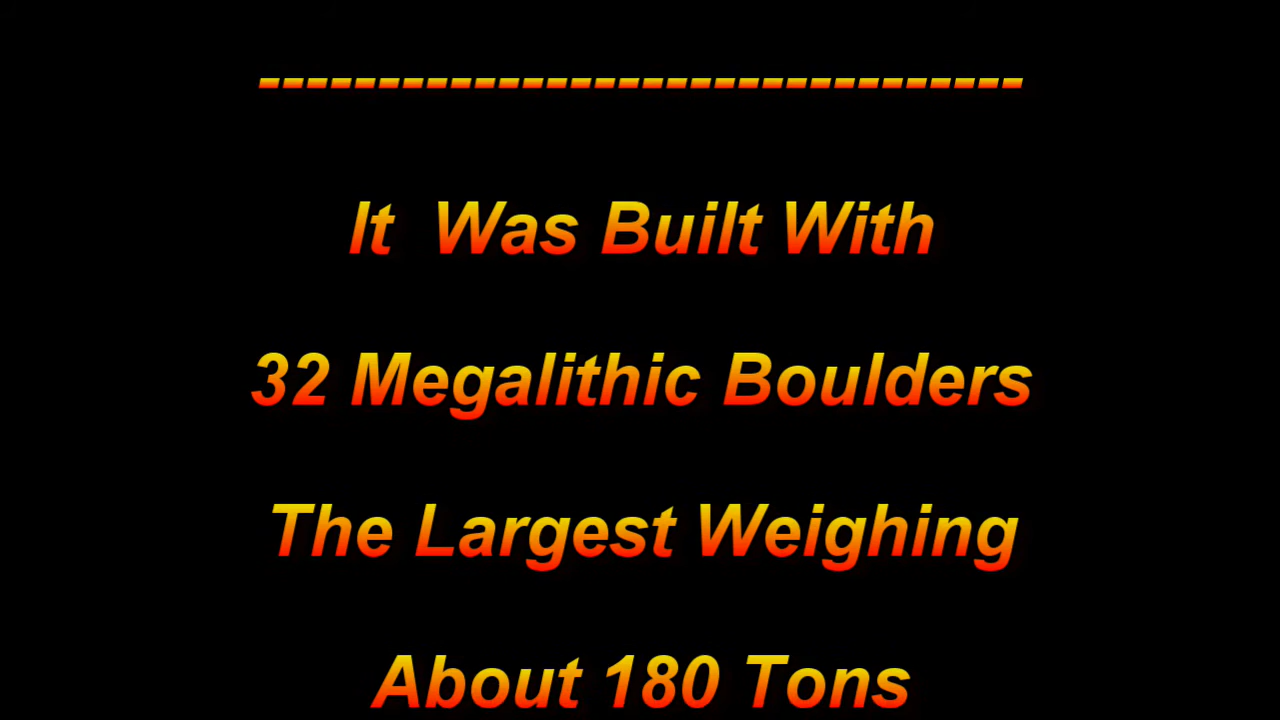 --------------------------------
It  Was Built With
32 Megalithic Boulders
The Largest Weighing
About 180 Tons